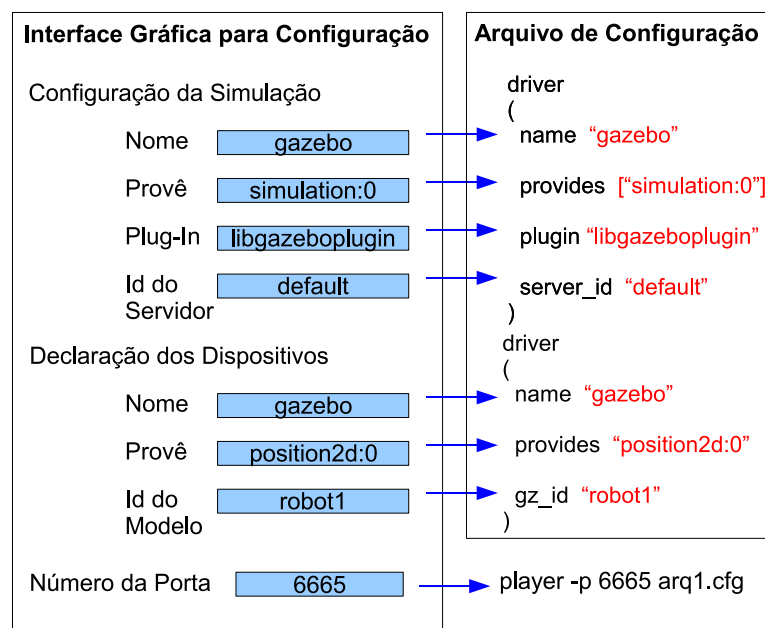 Interface Gráfica para Configuração
Configuração da Simulação
Nome gazebo
Provê simulation:0
Plug-In libgazeboplugin
Id do
Servidor default
Declaração dos Dispositivos
Nome gazebo
Provê position2d:0
Id do
Modelo robot1
Número da Porta 6665
Arquivo de Configuração
driver
(
name “gazebo”
provides [“simulation:0”]
plugin “libgazeboplugin”
server_id “default”
)
driver
(
name “gazebo”
provides “position2d:0”
gz_id “robot1”
)
player -p 6665 arq1.cfg